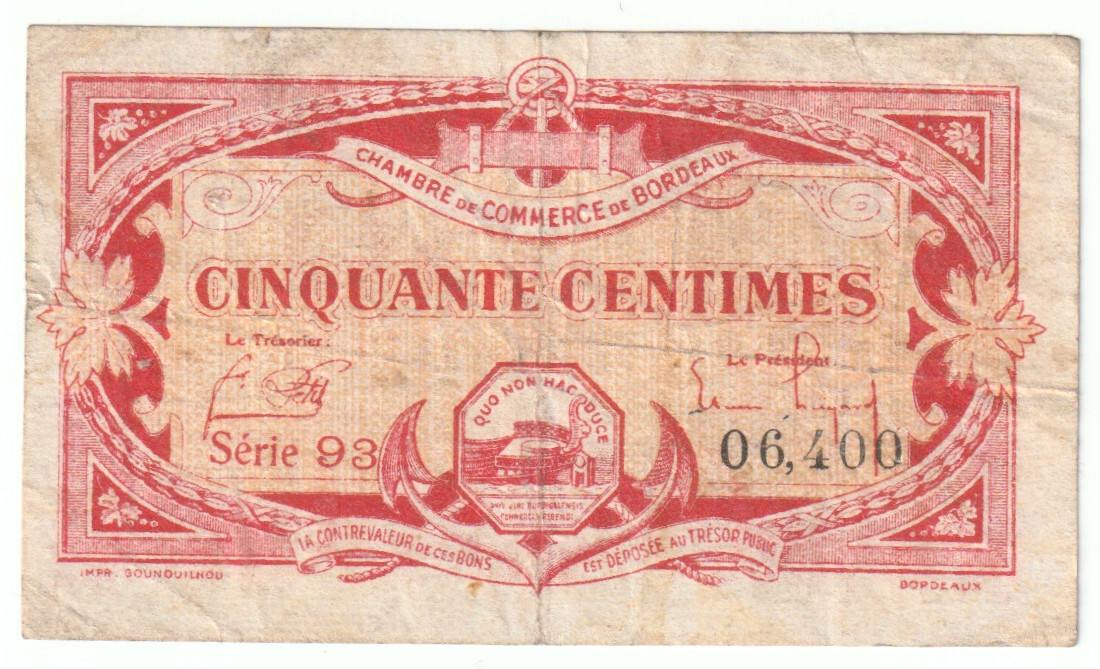 CHAMBRE DE COMMERCE DE BORDEAUX
CINQUANTE CENTIMES
Le Trésorier :
Le Président :
Série 93
06,400
QUO NON HAC DUCE
LA CONTREVALEUR DE CES BONS
EST DÉPOSÉE AU TRÉSOR PUBLIC
IMPR. GOUNOUILHOU
BORDEAUX